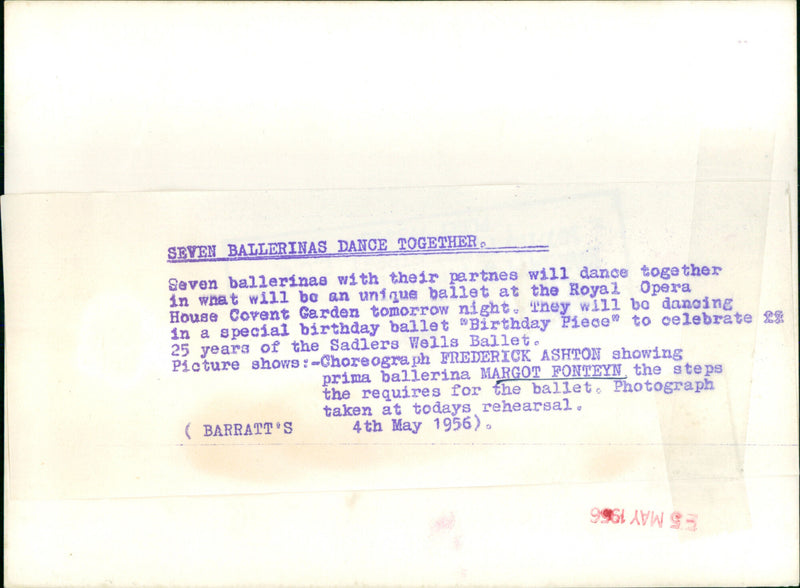 SEVEN BALLERINAS DANCE TOGETHER.
Seven ballerinas with their partnes will dance together
in what will be an unique ballet at the Royal Opera
House Covent Garden tomorrow night. They will be dancing
in a special birthday ballet "Birthday Piece" to celebrate
25 years of the Sadlers Wells Ballet.
Picture shows:-Choreograph FREDERICK ASHTON showing
prima ballerina MARGOT FONTEYN the steps
the requires for the ballet. Photograph
taken at todays rehearsal.
( BARRATT'S 4th May 1956).
5 MAY 1956